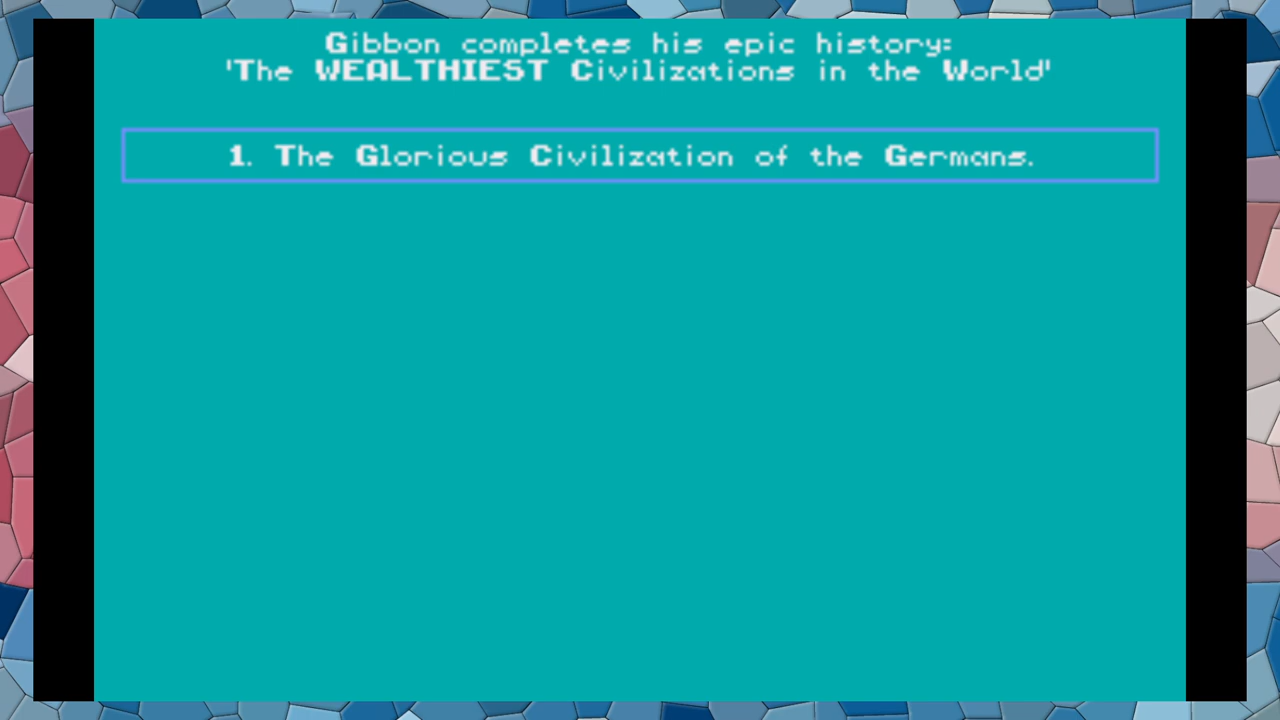 Gibbon completes his epic history:
'The WEALTHIEST Civilizations in the World'
1. The Glorious Civilization of the Germans.